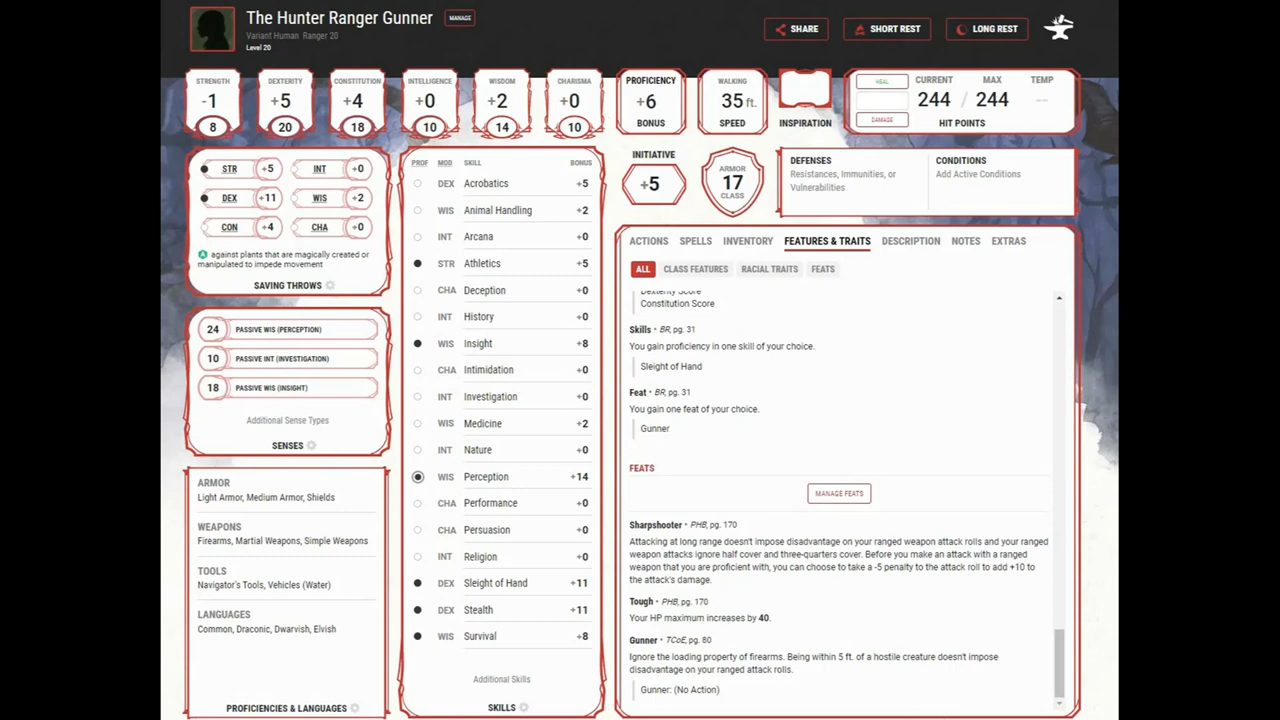 The Hunter Ranger Gunner
MANAGE
Variant Human Ranger 20
Level 20
SHARE
SHORT REST
LONG REST
STRENGTH
-1
8
DEXTERITY
+5
20
CONSTITUTION
+4
18
INTELLIGENCE
+0
10
WISDOM
+2
14
CHARISMA
+0
10
PROFICIENCY
+6
BONUS
WALKING
35 ft.
SPEED
INSPIRATION
HEAL
DAMAGE
CURRENT MAX TEMP
244 / 244 --
HIT POINTS
STR +5
INT +0
DEX +11
WIS +2
CON +4
CHA +0
A against plants that are magically created or
manipulated to impede movement
SAVING THROWS
24 PASSIVE WIS (PERCEPTION)
10 PASSIVE INT (INVESTIGATION)
18 PASSIVE WIS (INSIGHT)
Additional Sense Types
SENSES
ARMOR
Light Armor, Medium Armor, Shields
WEAPONS
Firearms, Martial Weapons, Simple Weapons
TOOLS
Navigator's Tools, Vehicles (Water)
LANGUAGES
Common, Draconic, Dwarvish, Elvish
PROFICIENCIES & LANGUAGES
PROF MOD SKILL BONUS
DEX Acrobatics +5
WIS Animal Handling +2
INT Arcana +0
STR Athletics +5
CHA Deception +0
INT History +0
WIS Insight +8
CHA Intimidation +0
INT Investigation +0
WIS Medicine +2
INT Nature +0
WIS Perception +14
CHA Performance +0
CHA Persuasion +0
INT Religion +0
DEX Sleight of Hand +11
DEX Stealth +11
WIS Survival +8
Additional Skills
SKILLS
INITIATIVE
+5
ARMOR
17
CLASS
DEFENSES
Resistances, Immunities, or
Vulnerabilities
CONDITIONS
Add Active Conditions
ACTIONS SPELLS INVENTORY FEATURES & TRAITS DESCRIPTION NOTES EXTRAS
ALL CLASS FEATURES RACIAL TRAITS FEATS
Dexterity Score
Constitution Score
Skills • BR, pg. 31
You gain proficiency in one skill of your choice.
Sleight of Hand
Feat • BR, pg. 31
You gain one feat of your choice.
Gunner
FEATS
MANAGE FEATS
Sharpshooter • PHB, pg. 170
Attacking at long range doesn't impose disadvantage on your ranged weapon attack rolls and your ranged
weapon attacks ignore half cover and three-quarters cover. Before you make an attack with a ranged
weapon that you are proficient with, you can choose to take a -5 penalty to the attack roll to add +10 to
the attack's damage.
Tough • PHB, pg. 170
Your HP maximum increases by 40.
Gunner • TCoE, pg. 80
Ignore the loading property of firearms. Being within 5 ft. of a hostile creature doesn't impose
disadvantage on your ranged attack rolls.
Gunner: (No Action)